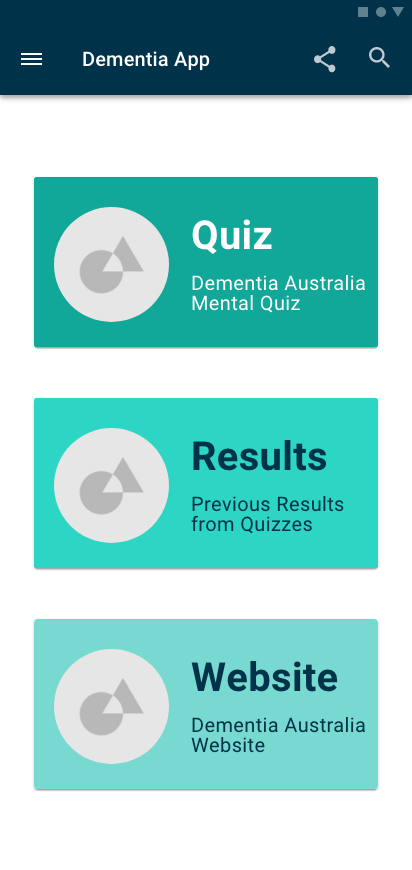 Dementia App
Quiz
Dementia Australia
Mental Quiz
Results
Previous Results
from Quizzes
Website
Dementia Australia
Website